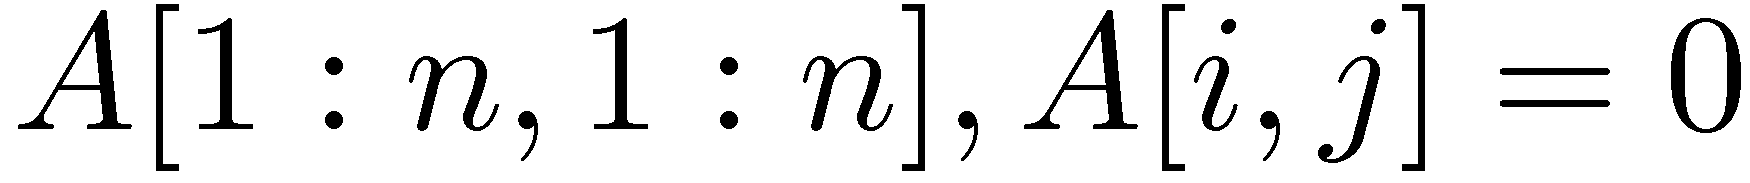 A[1 : n, 1 : n], A[i, j] = 0